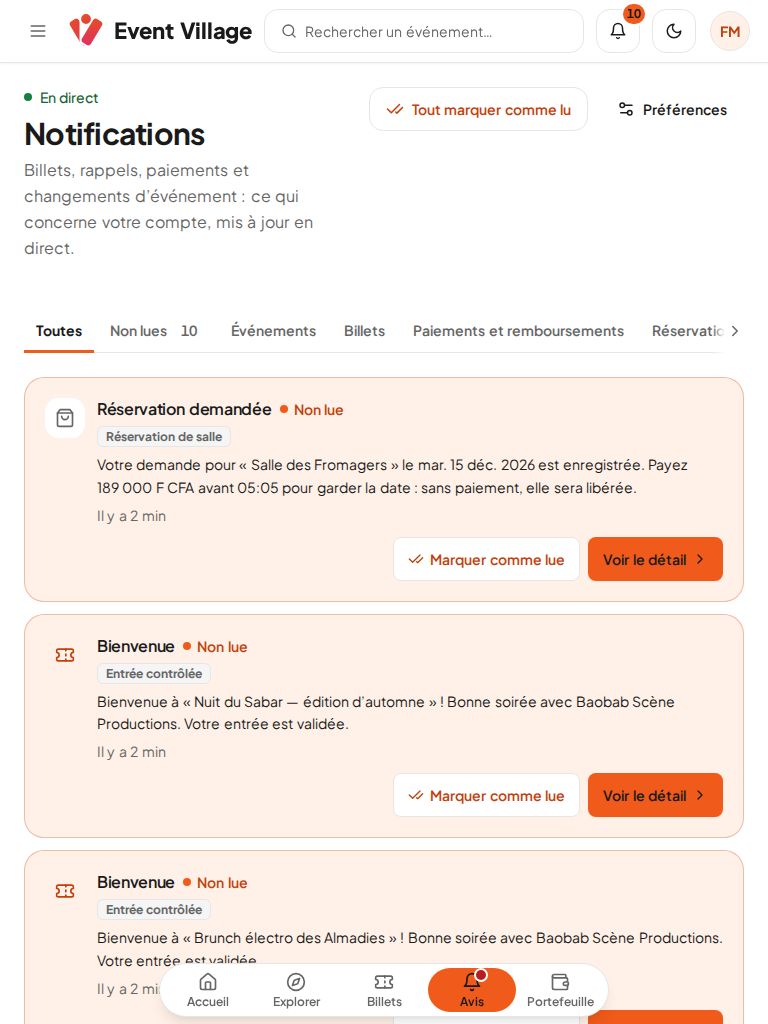 Event Village
Rechercher un événement...
10
FM
En direct
Notifications
Billets, rappels, paiements et
changements d'événement : ce qui
concerne votre compte, mis à jour en
direct.
Tout marquer comme lu
Préférences
Toutes
Non lues 10
Événements
Billets
Paiements et remboursements
Réservatio
Réservation demandée
Non lue
Réservation de salle
Votre demande pour « Salle des Fromagers » le mar. 15 déc. 2026 est enregistrée. Payez
189 000 F CFA avant 05:05 pour garder la date : sans paiement, elle sera libérée.
Il y a 2 min
Marquer comme lue
Voir le détail
Bienvenue
Non lue
Entrée contrôlée
Bienvenue à « Nuit du Sabar — édition d'automne » ! Bonne soirée avec Baobab Scène
Productions. Votre entrée est validée.
Il y a 2 min
Marquer comme lue
Voir le détail
Bienvenue
Non lue
Entrée contrôlée
Bienvenue à « Brunch électro des Almadies » ! Bonne soirée avec Baobab Scène Productions.
Votre entrée est validée.
Il y a 2 mi
Accueil
Explorer
Billets
Avis
Portefeuille